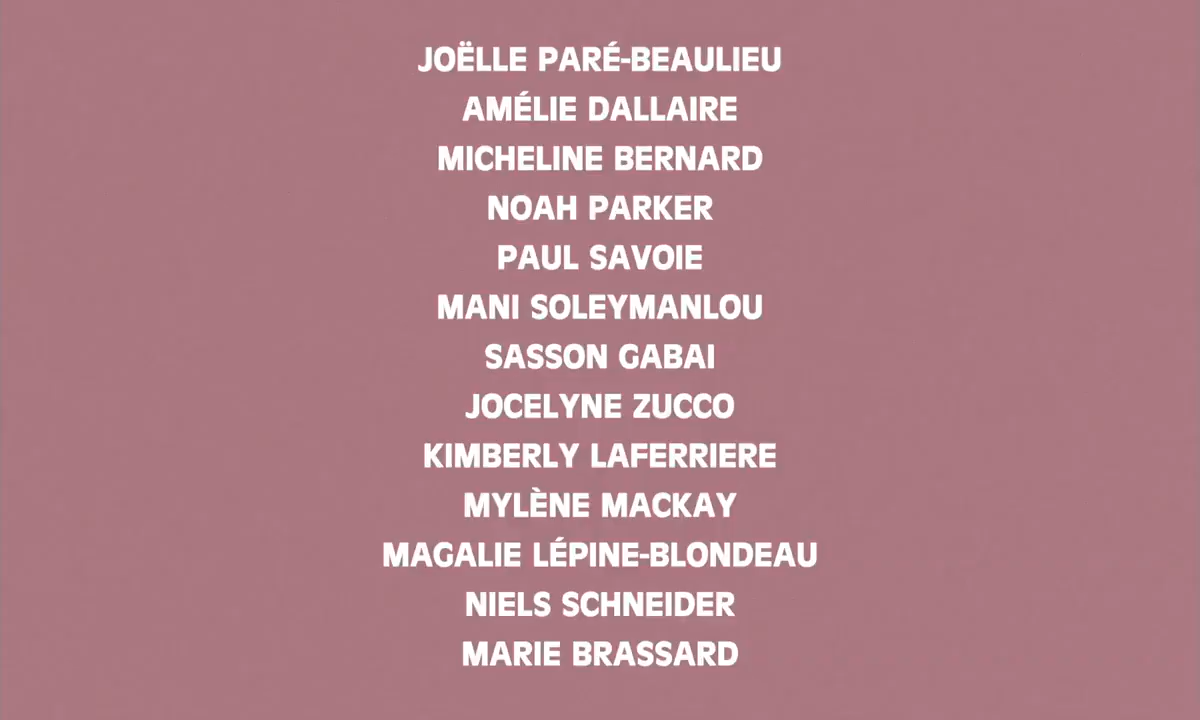 JOËLLE PARÉ-BEAULIEU
AMÉLIE DALLAIRE
MICHELINE BERNARD
NOAH PARKER
PAUL SAVOIE
MANI SOLEYMANLOU
SASSON GABAI
JOCELYNE ZUCCO
KIMBERLY LAFERRIERE
MYLÈNE MACKAY
MAGALIE LÉPINE-BLONDEAU
NIELS SCHNEIDER
MARIE BRASSARD